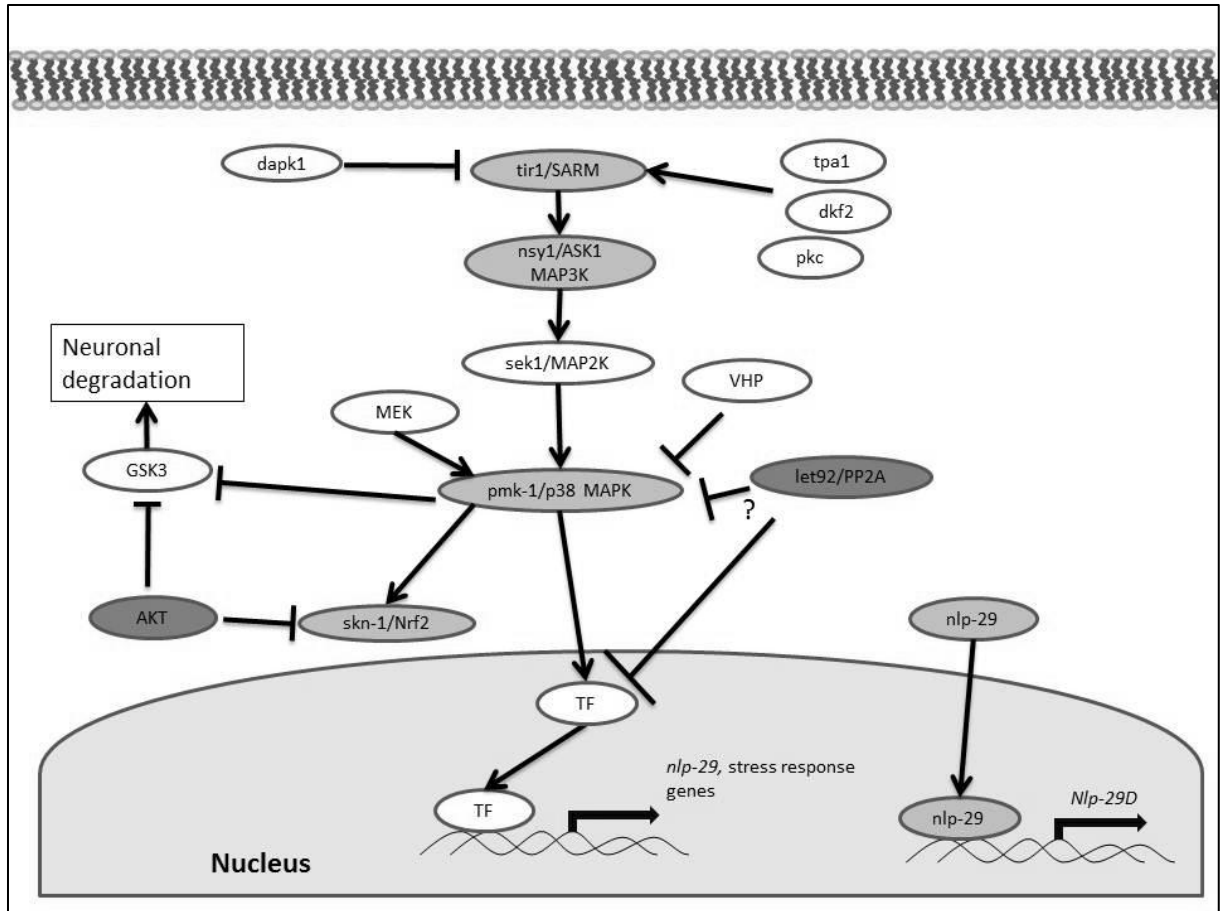 dapk1
tir1/SARM
tpa1
dkf2
pkc
nsy1/ASK1
MAP3K
sek1/MAP2K
VHP
Neuronal
degradation
MEK
GSK3
pmk-1/p38 MAPK
let92/PP2A
?
AKT
skn-1/Nrf2
nlp-29
TF
nlp-29, stress response
genes
TF
nlp-29
Nlp-29D
Nucleus